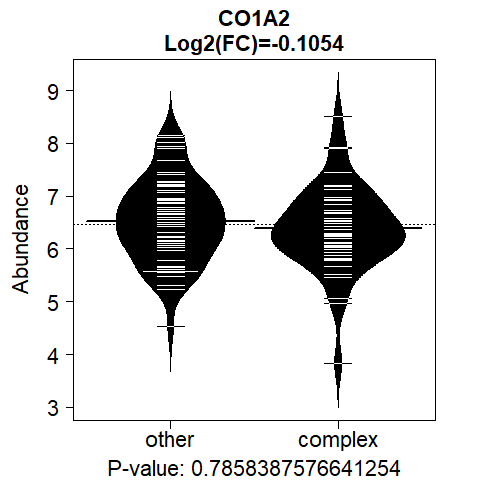 CO1A2
Log2(FC)=-0.1054
Abundance
9
8
7
6
5
4
3
other
complex
P-value: 0.7858387576641254